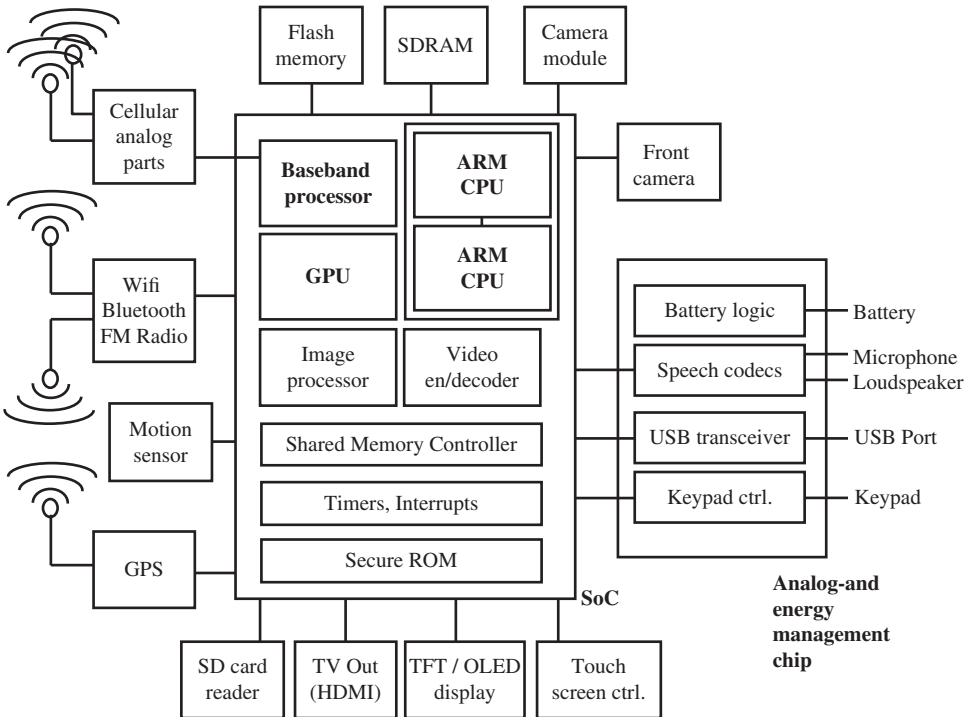 Flash
memory
SDRAM
Camera
module
Cellular
analog
parts
Baseband
processor
ARM
CPU
Front
camera
GPU
ARM
CPU
Wifi
Bluetooth
FM Radio
Battery logic
Battery
Image
processor
Video
en/decoder
Speech codecs
Microphone
Loudspeaker
Motion
sensor
Shared Memory Controller
USB transceiver
USB Port
Timers, Interrupts
Keypad ctrl.
Keypad
GPS
Secure ROM
SoC
Analog-and
energy
management
chip
SD card
reader
TV Out
(HDMI)
TFT / OLED
display
Touch
screen ctrl.